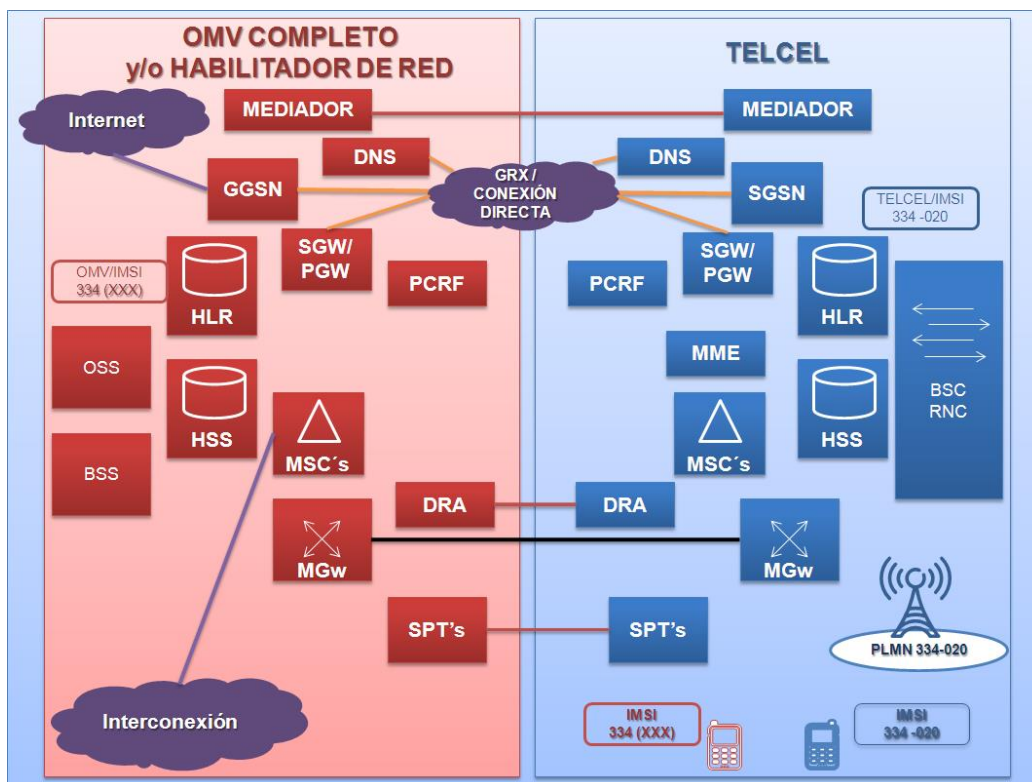 OMV COMPLETO
y/o HABILITADOR DE RED
TELCEL
Internet
MEDIADOR
MEDIADOR
DNS
DNS
GRX /
CONEXIÓN
DIRECTA
GGSN
SGSN
TELCEL/IMSI
334 -020
SGW/
PGW
SGW/
PGW
OMV/IMSI
334 (XXX)
PCRF
PCRF
HLR
HLR
OSS
MME
BSC
RNC
HSS
MSC´s
MSC´s
HSS
BSS
DRA
DRA
MGw
MGw
SPT's
SPT's
PLMN 334-020
Interconexión
IMSI
334 (XXX)
IMSI
334 -020